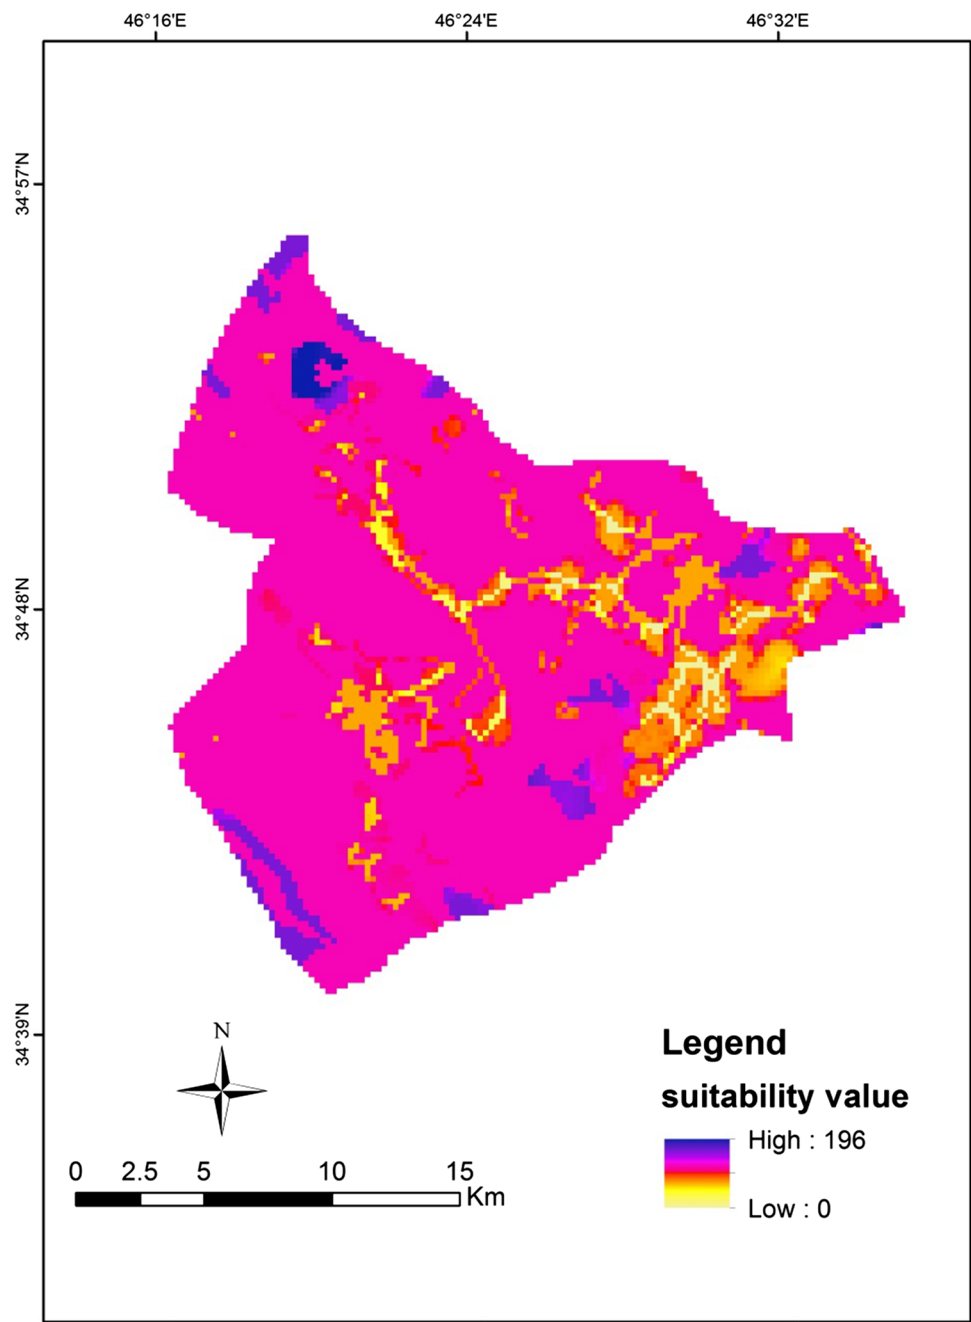 46°16'E 46°24'E 46°32'E
34°57'N
34°48'N
34°39'N
N
Legend
suitability value
High : 196
Low : 0
0 2.5 5 10 15
Km